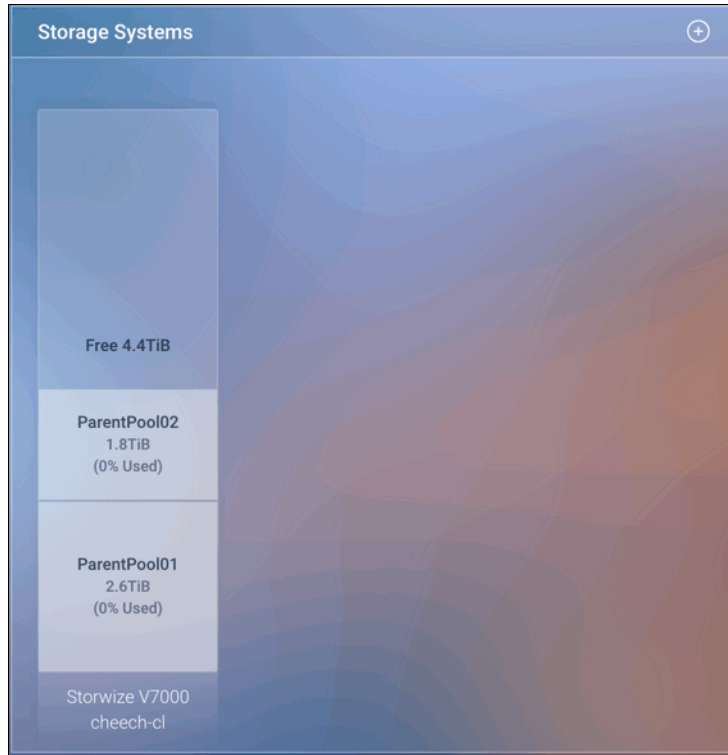 Storage Systems
Free 4.4TiB
ParentPool02
1.8TiB
(0% Used)
ParentPool01
2.6TiB
(0% Used)
Storwize V7000
cheech-cl